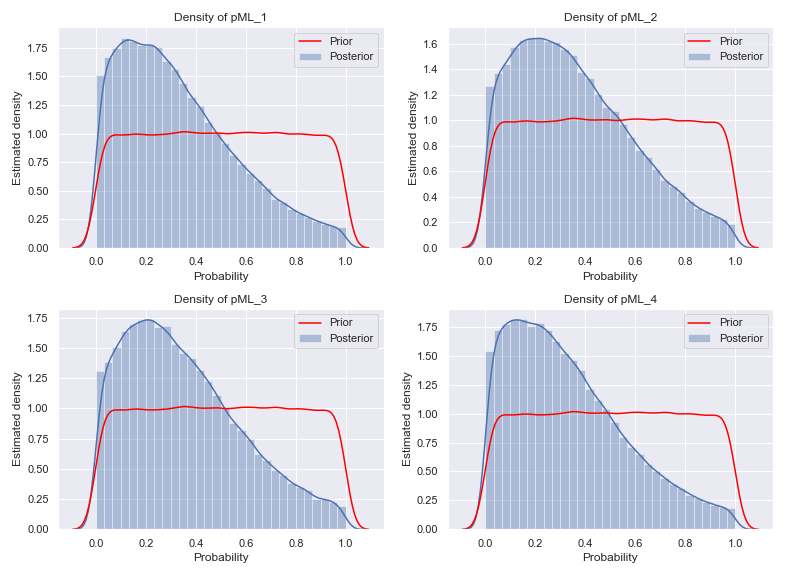 Density of pML_1
Estimated density
1.75
1.50
1.25
1.00
0.75
0.50
0.25
0.00
0.0 0.2 0.4 0.6 0.8 1.0
Probability
Prior
Posterior
Density of pML_2
Estimated density
1.6
1.4
1.2
1.0
0.8
0.6
0.4
0.2
0.0
0.0 0.2 0.4 0.6 0.8 1.0
Probability
Prior
Posterior
Density of pML_3
Estimated density
1.75
1.50
1.25
1.00
0.75
0.50
0.25
0.00
0.0 0.2 0.4 0.6 0.8 1.0
Probability
Prior
Posterior
Density of pML_4
Estimated density
1.75
1.50
1.25
1.00
0.75
0.50
0.25
0.00
0.0 0.2 0.4 0.6 0.8 1.0
Probability
Prior
Posterior